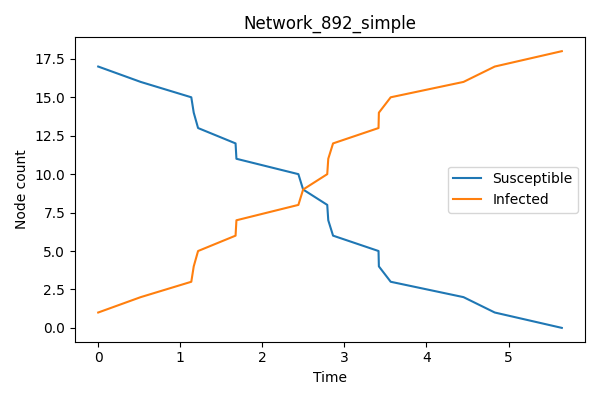 Network_892_simple
Node count
17.5
15.0
12.5
10.0
7.5
5.0
2.5
0.0
Susceptible
Infected
0 1 2 3 4 5
Time